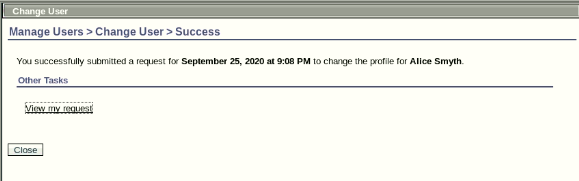 Change User
Manage Users > Change User > Success
You successfully submitted a request for September 25, 2020 at 9:08 PM to change the profile for Alice Smyth.
Other Tasks
View my request
Close